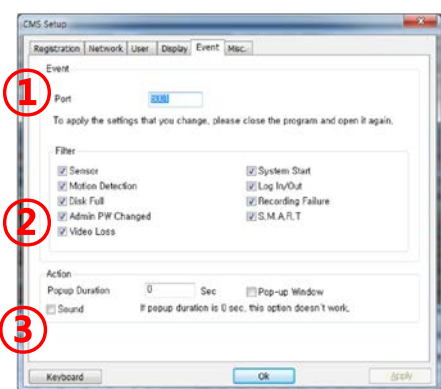 CMS Setup
Registration Network User Display Event Misc.
Event
1
Port
To apply the settings that you change, please close the program and open it again.
Filter
Sensor System Start
Motion Detection Log In/Out
Disk Full Recording Failure
2
Admin PW Changed S.M.A.R.T
Video Loss
Action
Popup Duration 0 Sec Pop-up Window
3
Sound If popup duration is 0 sec, this option doesn't work.
Keyboard Ok Apply